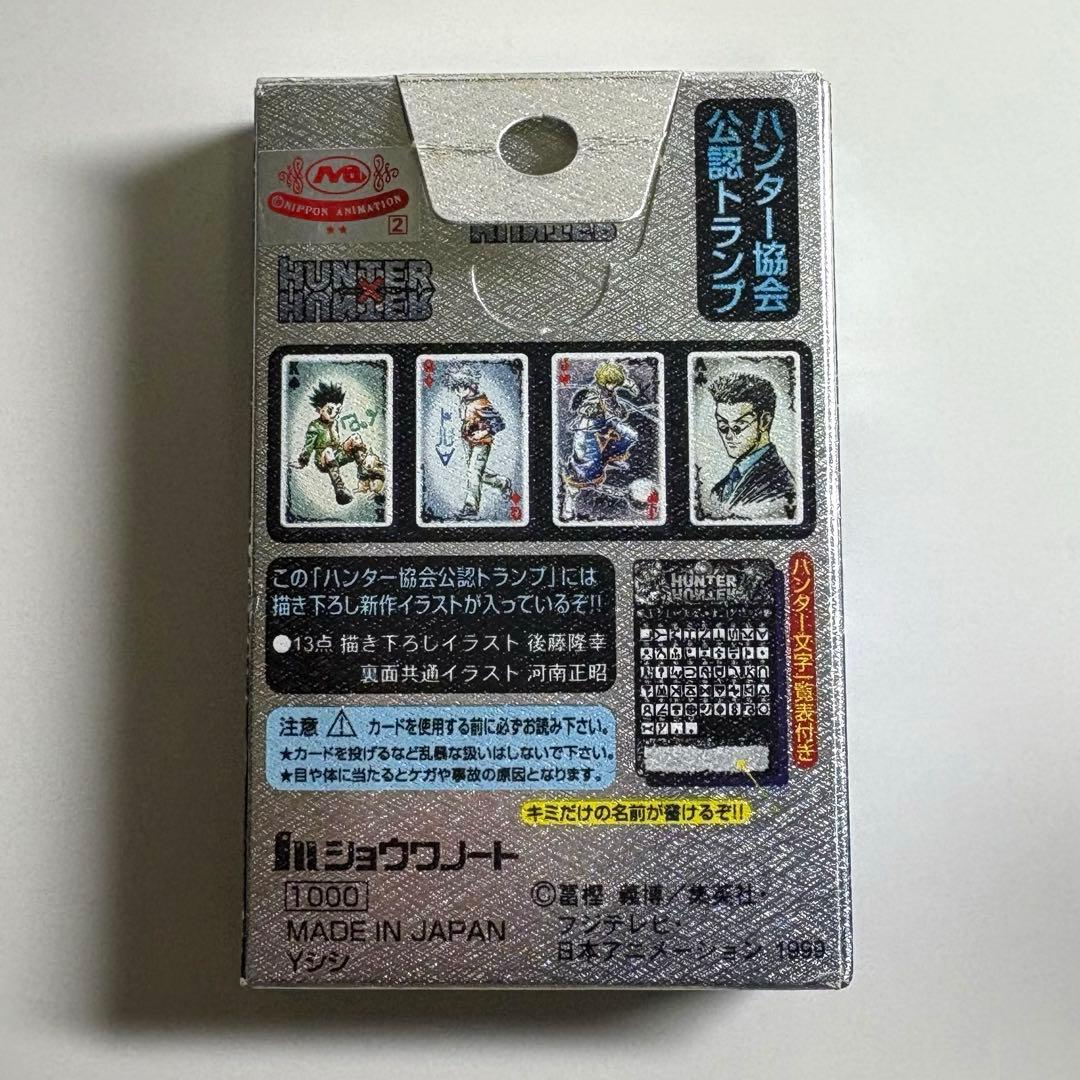 ハンター協会
公認トランプ
©NIPPON ANIMATION
2
HUNTER
×
HUNTER
K
Q
J
A
A
この「ハンター協会公認トランプ」には
描き下ろし新作イラストが入っているぞ!!
●13点 描き下ろしイラスト 後藤隆幸
裏面共通イラスト 河南正昭
HUNTER
HUNTER
ハンター文字一覧表付き
注意 ⚠ カードを使用する前に必ずお読み下さい。
★カードを投げるなど乱暴な扱いはしないで下さい。
★目や体に当たるとケガや事故の原因となります。
キミだけの名前が書けるぞ!!
ショウワノート
1000
MADE IN JAPAN
Yシシ
©冨樫 義博／集英社・
フジテレビ・
日本アニメーション 1999